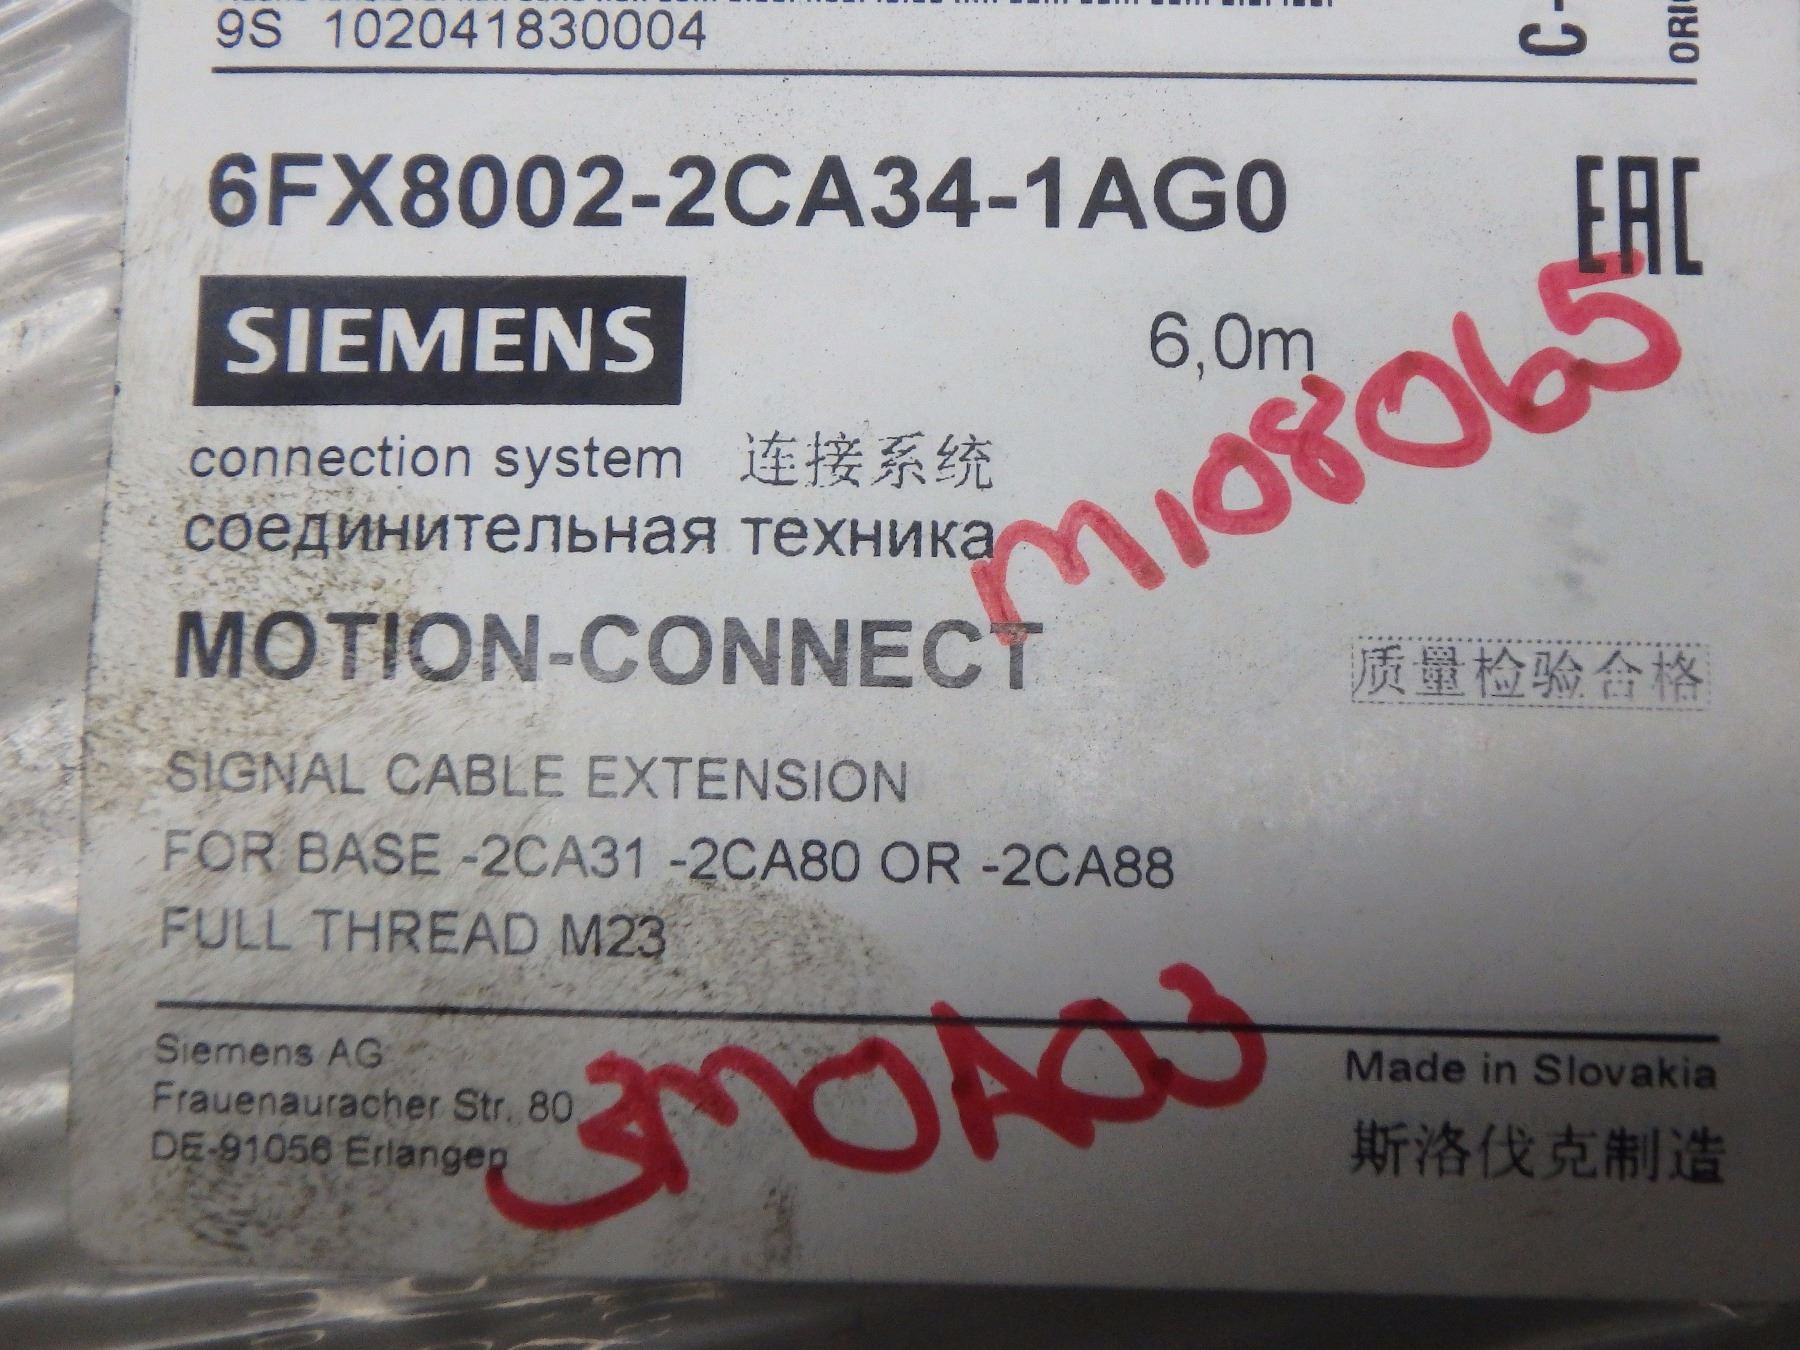 9S 102041830004
C-
ORIG
6FX8002-2CA34-1AG0
EAC
SIEMENS
6,0m
M108065
connection system 连接系统
соединительная техника
MOTION-CONNECT
质量检验合格
SIGNAL CABLE EXTENSION
FOR BASE -2CA31 -2CA80 OR -2CA88
FULL THREAD M23
Siemens AG
Frauenauracher Str. 80
DE-91056 Erlangen
Made in Slovakia
斯洛伐克制造